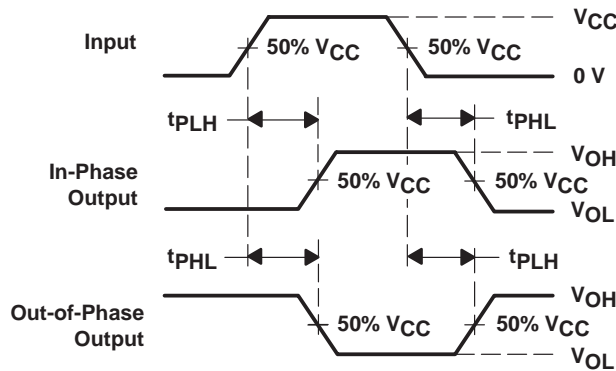 VCC
Input
50% VCC
50% VCC
0 V
tPLH
tPHL
VOH
In-Phase
Output
50% VCC
50% VCC
VOL
tPHL
tPLH
VOH
Out-of-Phase
Output
50% VCC
50% VCC
VOL